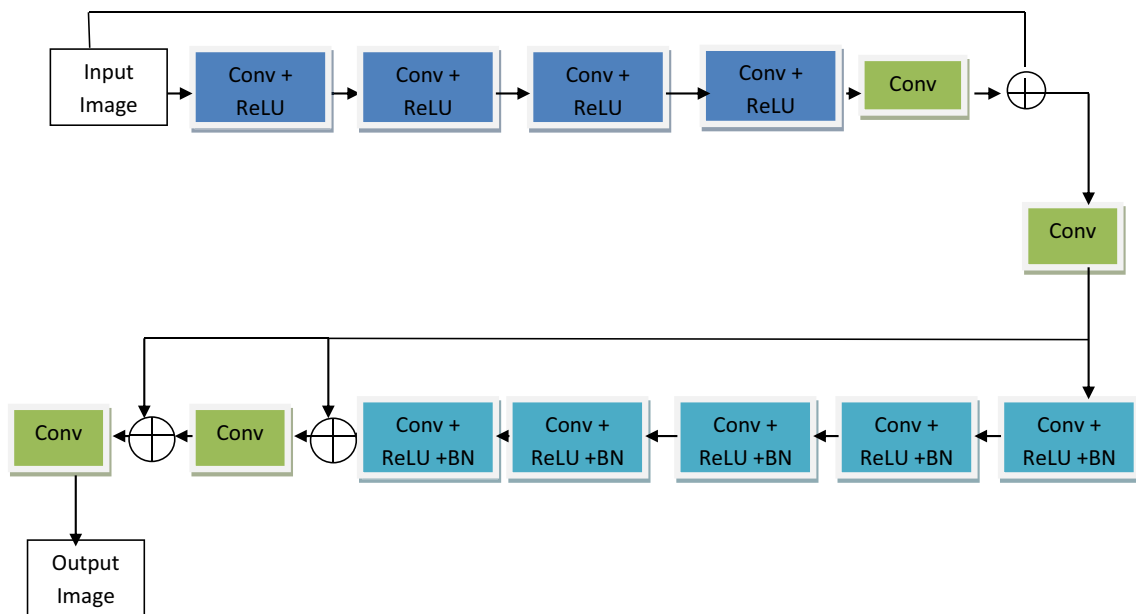 Input
Image
Conv +
ReLU
Conv +
ReLU
Conv +
ReLU
Conv +
ReLU
Conv
Conv
Conv +
ReLU +BN
Conv +
ReLU +BN
Conv +
ReLU +BN
Conv +
ReLU +BN
Conv +
ReLU +BN
Conv
Conv
Output
Image